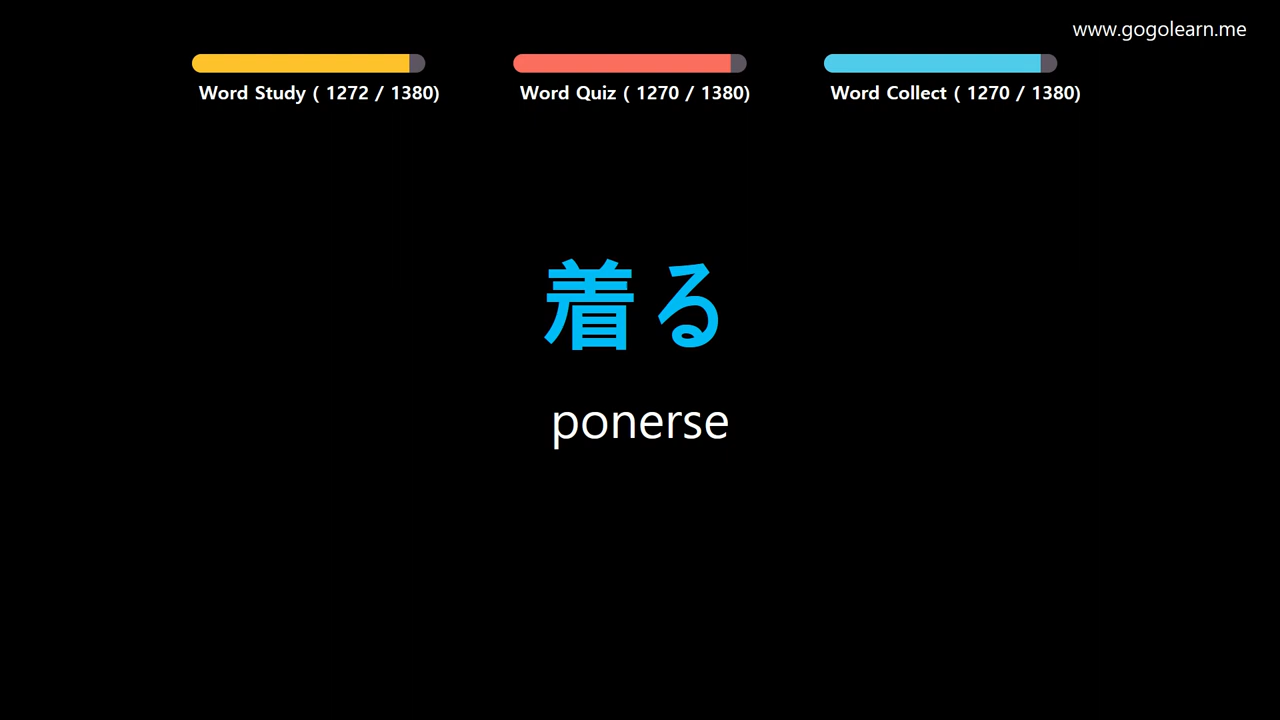 www.gogolearn.me
Word Study ( 1272 / 1380)
Word Quiz ( 1270 / 1380)
Word Collect ( 1270 / 1380)
着る
ponerse